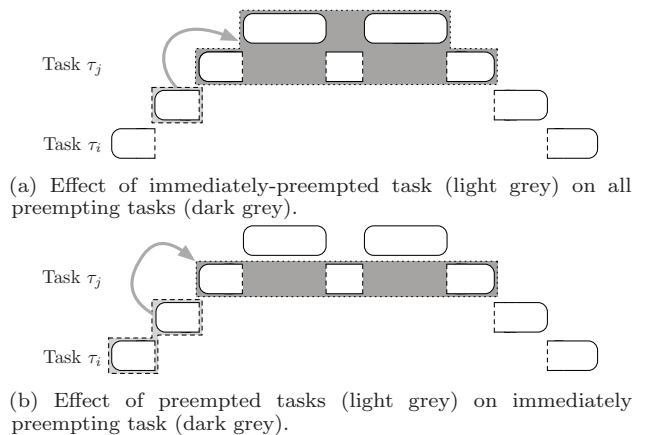 Task τj
Task τi
(a) Effect of immediately-preempted task (light grey) on all
preempting tasks (dark grey).
Task τj
Task τi
(b) Effect of preempted tasks (light grey) on immediately
preempting task (dark grey).